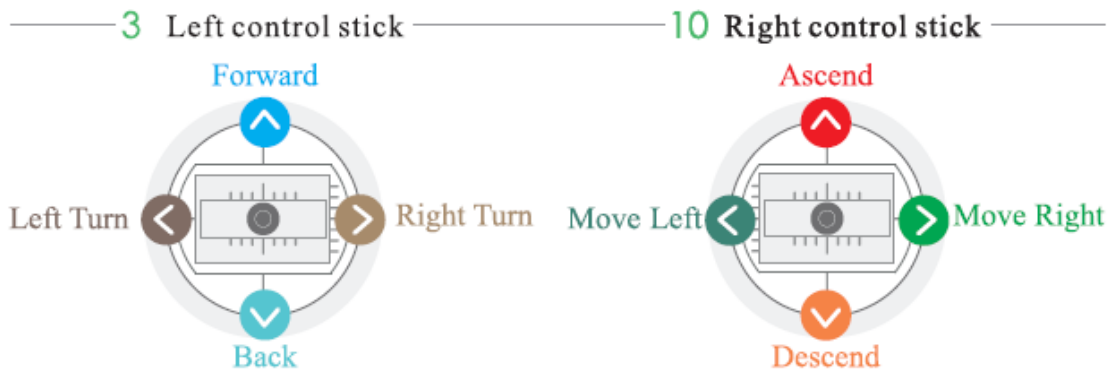 3 Left control stick
10 Right control stick
Forward
Left Turn
Right Turn
Back
Ascend
Move Left
Move Right
Descend